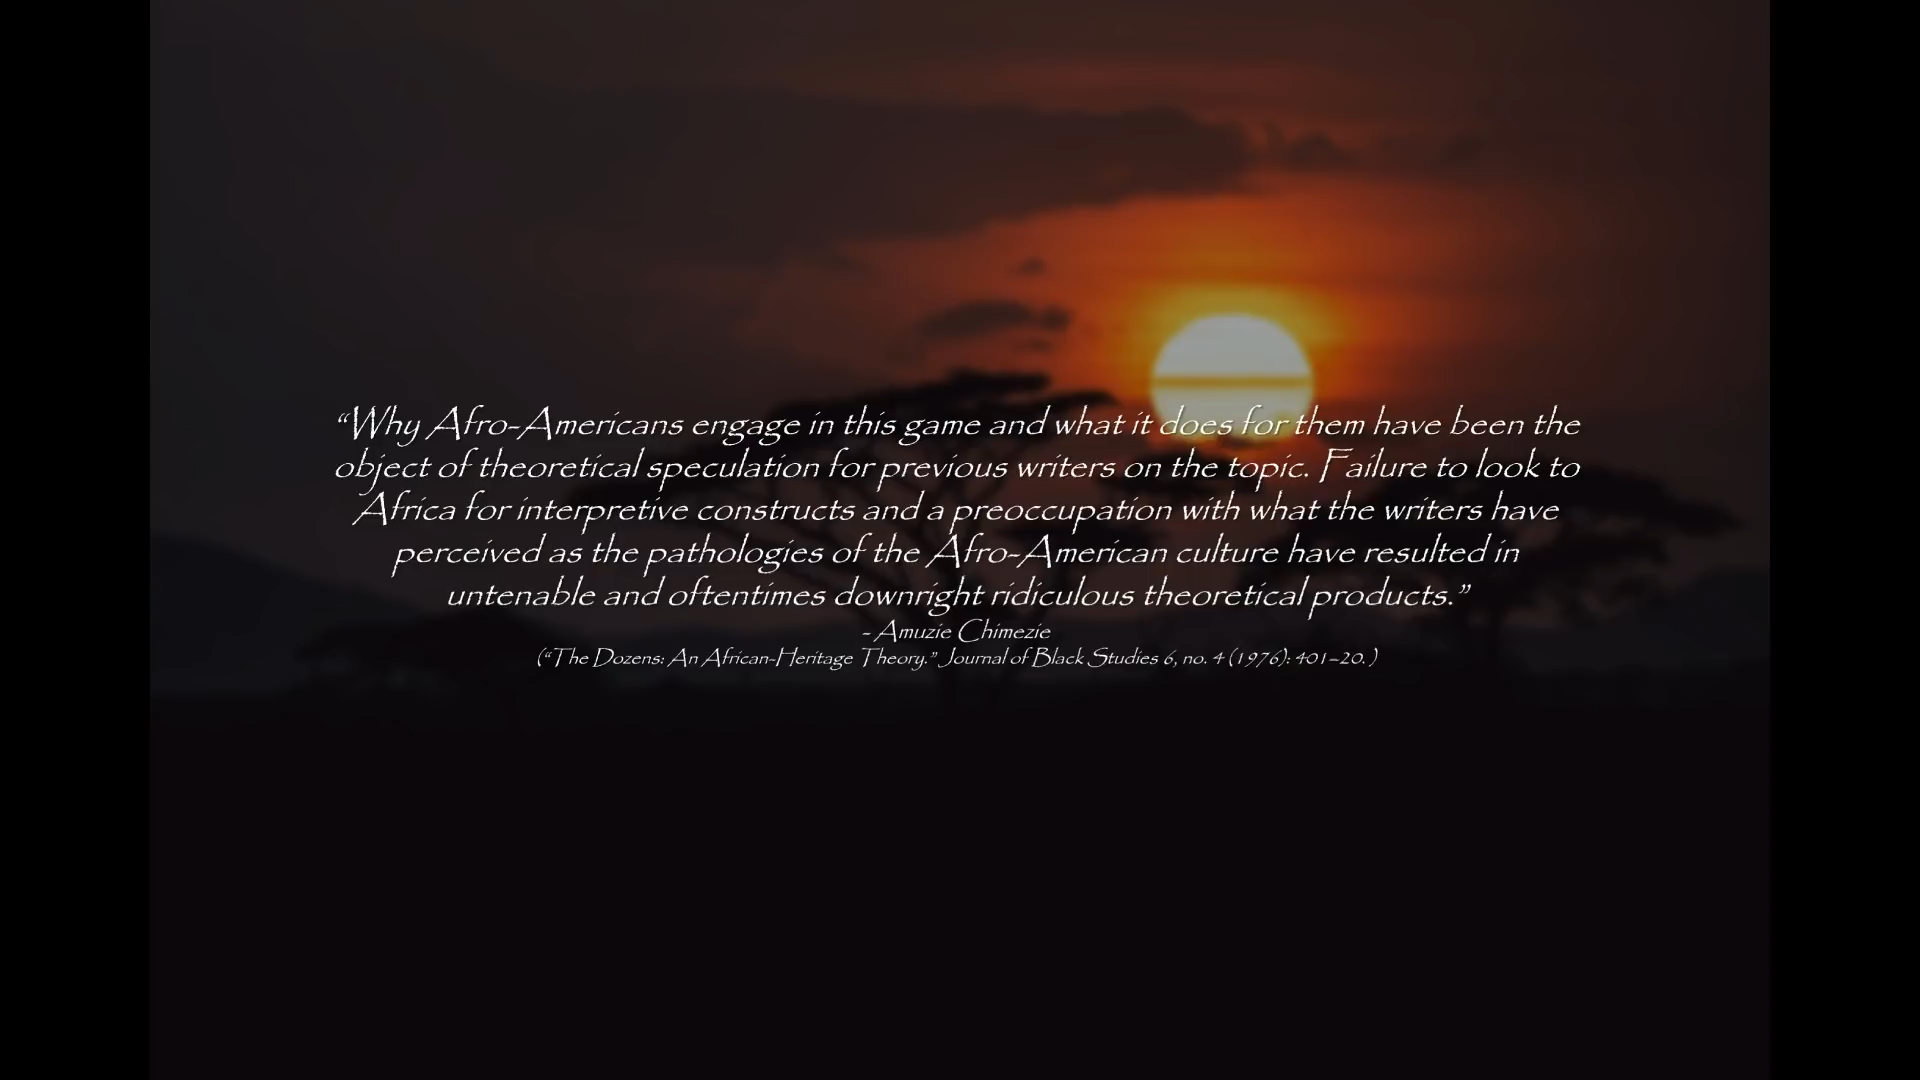 “Why Afro-Americans engage in this game and what it does for them have been the
object of theoretical speculation for previous writers on the topic. Failure to look to
Africa for interpretive constructs and a preoccupation with what the writers have
perceived as the pathologies of the Afro-American culture have resulted in
untenable and oftentimes downright ridiculous theoretical products.”
- Amuzie Chimezie
(“The Dozens: An African-Heritage Theory.” Journal of Black Studies 6, no. 4 (1976): 401–20. )